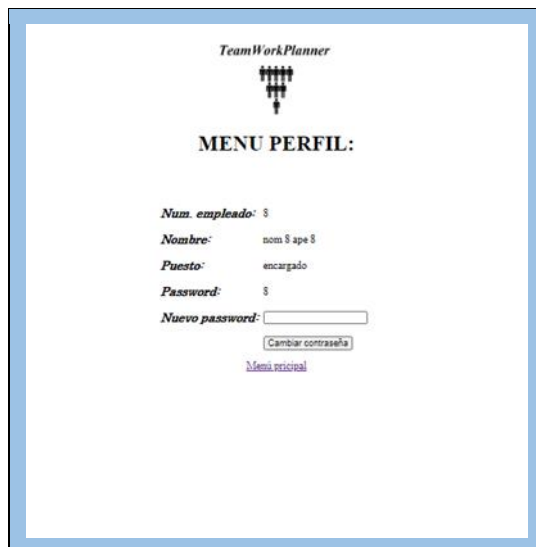 TeamWorkPlanner
MENU PERFIL:
Num. empleado: 8
Nombre: nom 8 ape 8
Puesto: encargado
Password: 8
Nuevo password:
Cambiar contraseña
Menú pricipal